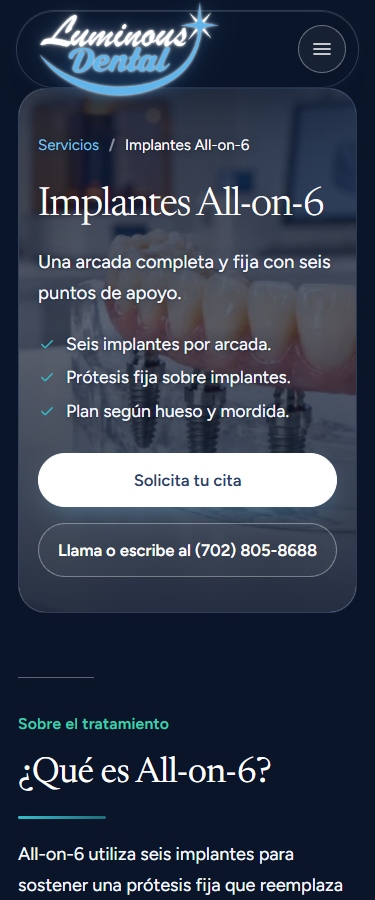 Luminous
Dental
Servicios / Implantes All-on-6
Implantes All-on-6
Una arcada completa y fija con seis
puntos de apoyo.
Seis implantes por arcada.
Prótesis fija sobre implantes.
Plan según hueso y mordida.
Solicita tu cita
Llama o escribe al (702) 805-8688
Sobre el tratamiento
¿Qué es All-on-6?
All-on-6 utiliza seis implantes para
sostener una prótesis fija que reemplaza